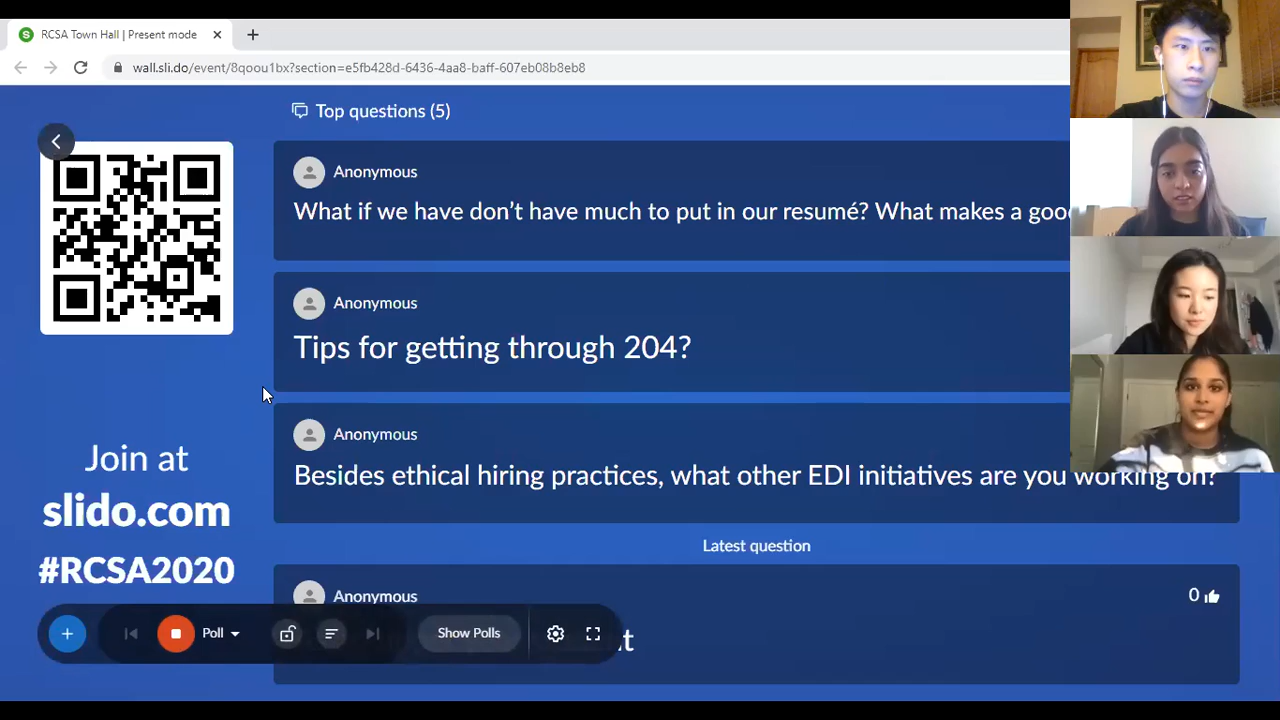 RCSA Town Hall | Present mode
wall.sli.do/event/8qoou1bx?section=e5fb428d-6436-4aa8-baff-607eb08b8eb8
Top questions (5)
Anonymous
What if we have don't have much to put in our resumé? What makes a
Anonymous
Tips for getting through 204?
Anonymous
Besides ethical hiring practices, what other EDI initiatives are you working on?
Join at
slido.com
#RCSA2020
Latest question
Anonymous
0
Poll
Show Polls